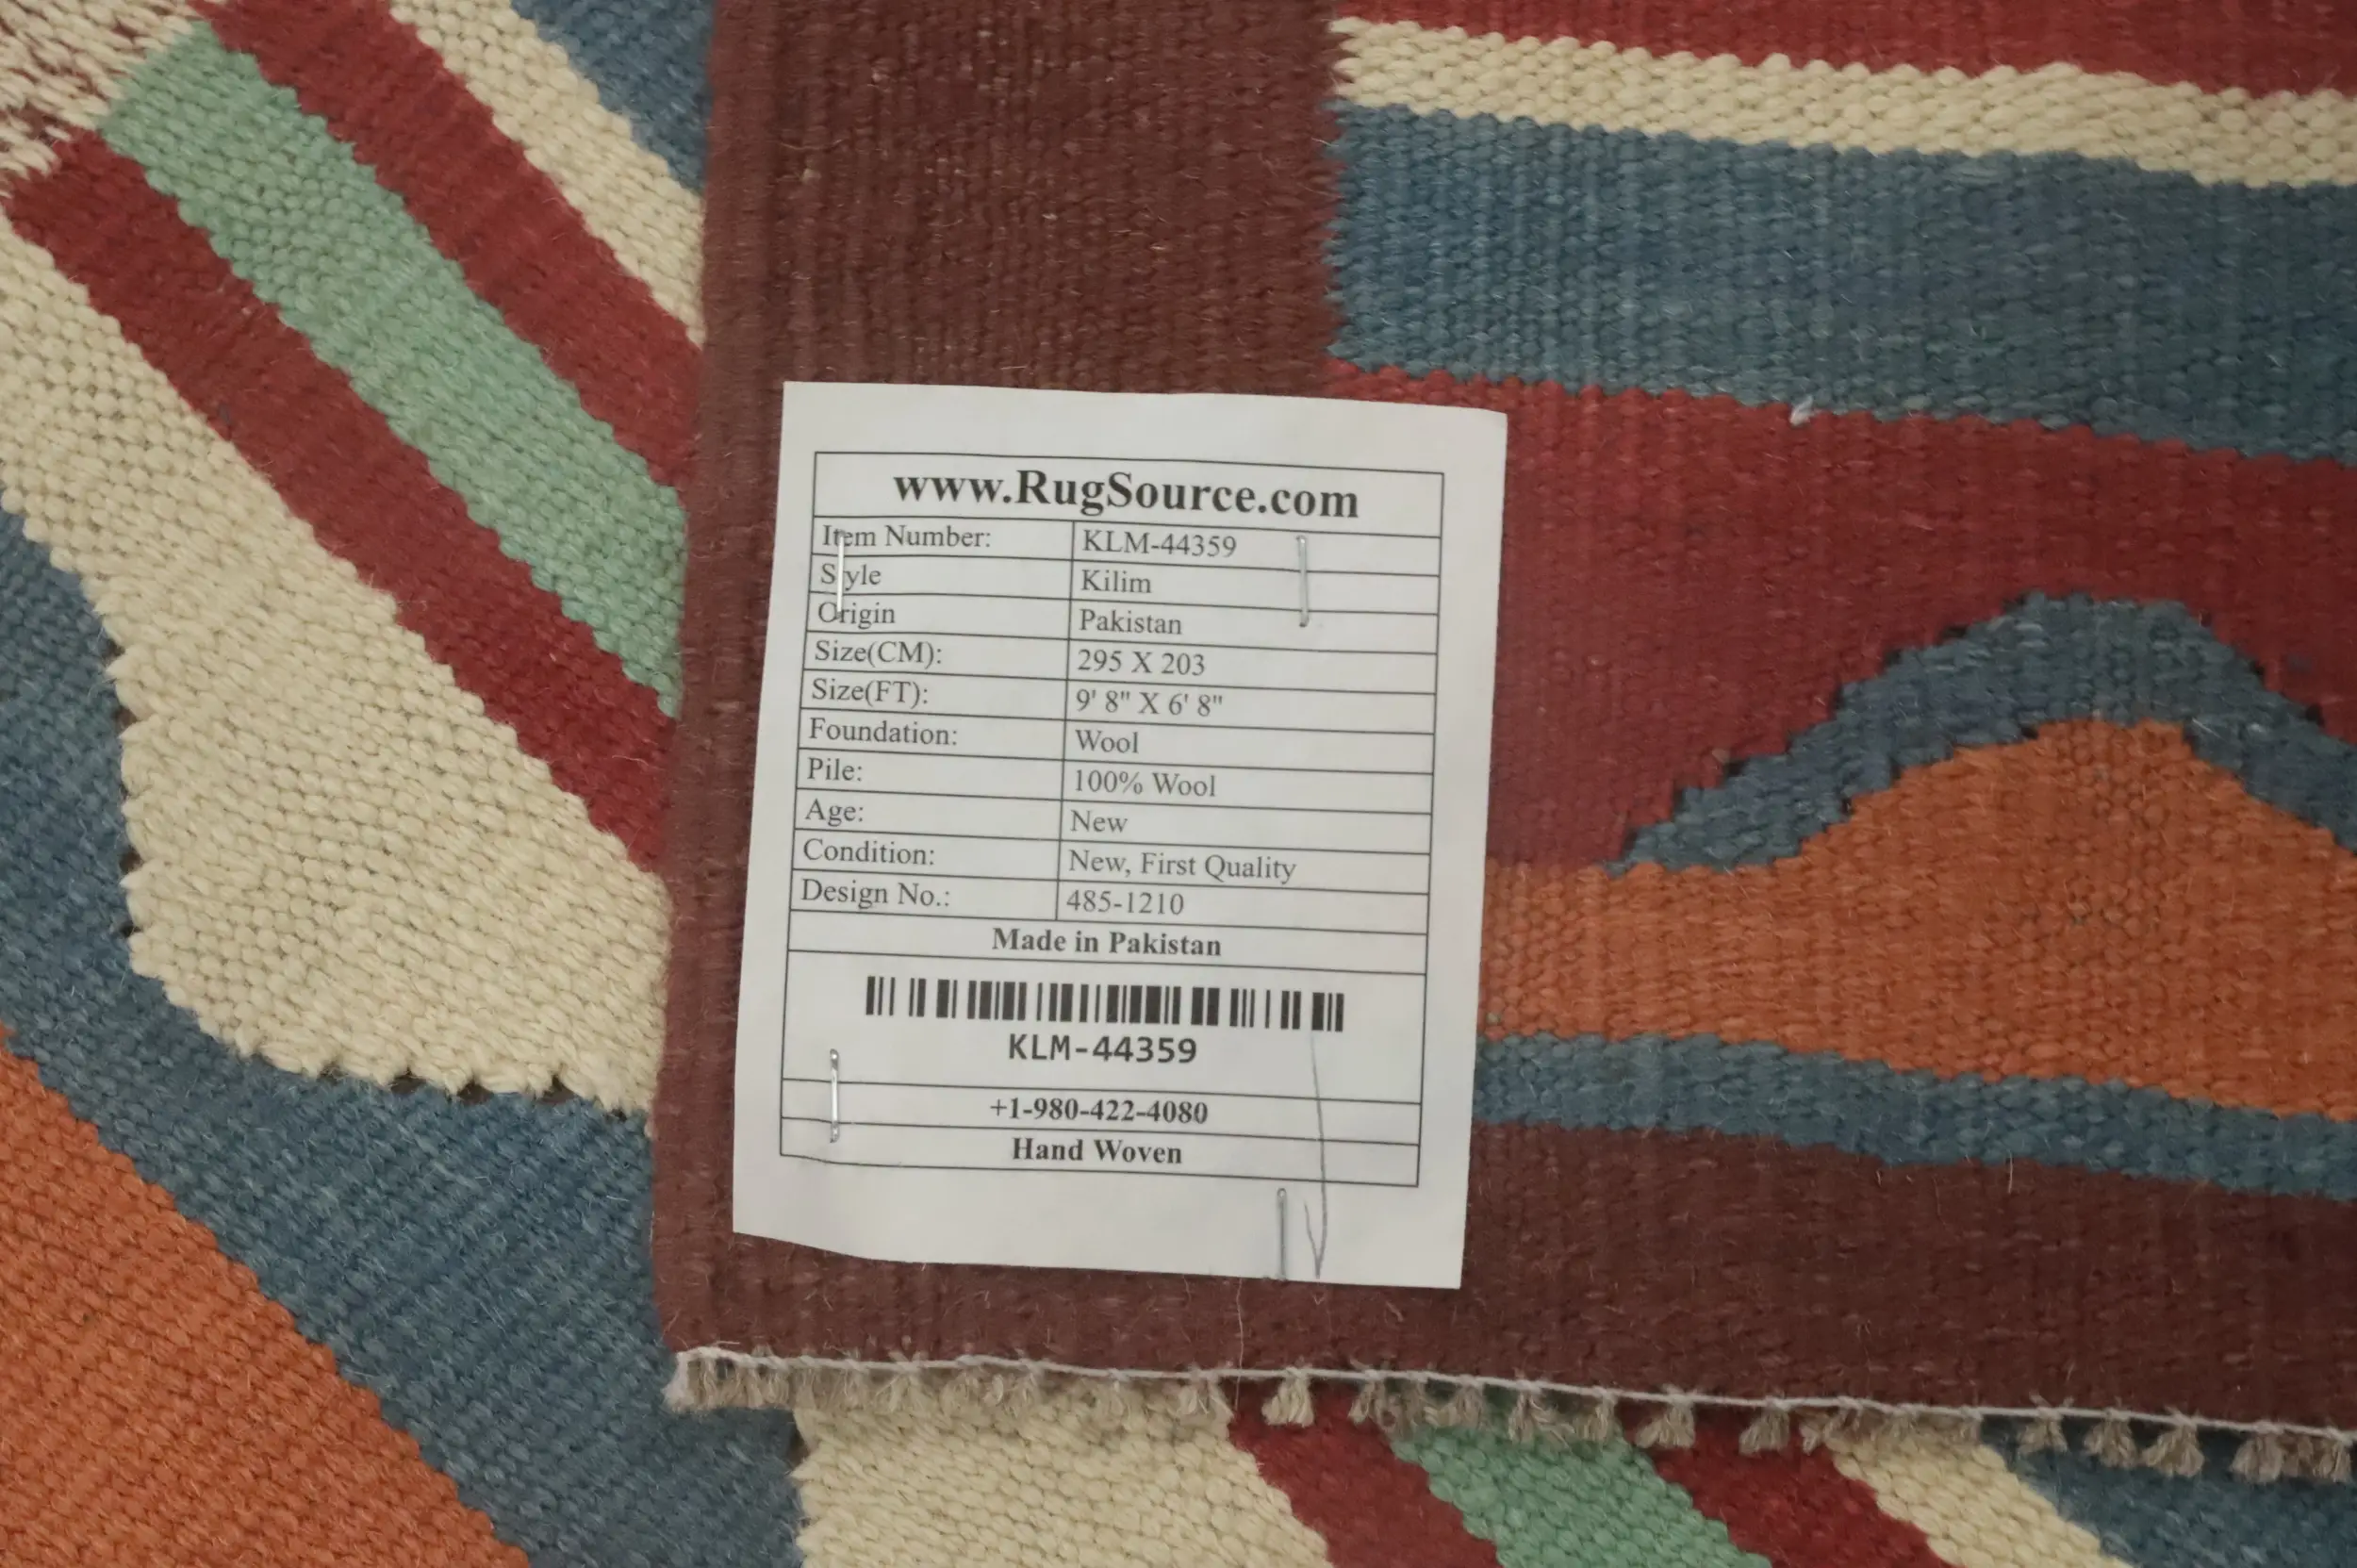 www.RugSource.com
Item Number: KLM-44359
Style Kilim
Origin Pakistan
Size(CM): 295 X 203
Size(FT): 9' 8" X 6' 8"
Foundation: Wool
Pile: 100% Wool
Age: New
Condition: New, First Quality
Design No.: 485-1210
Made in Pakistan
KLM-44359
+1-980-422-4080
Hand Woven